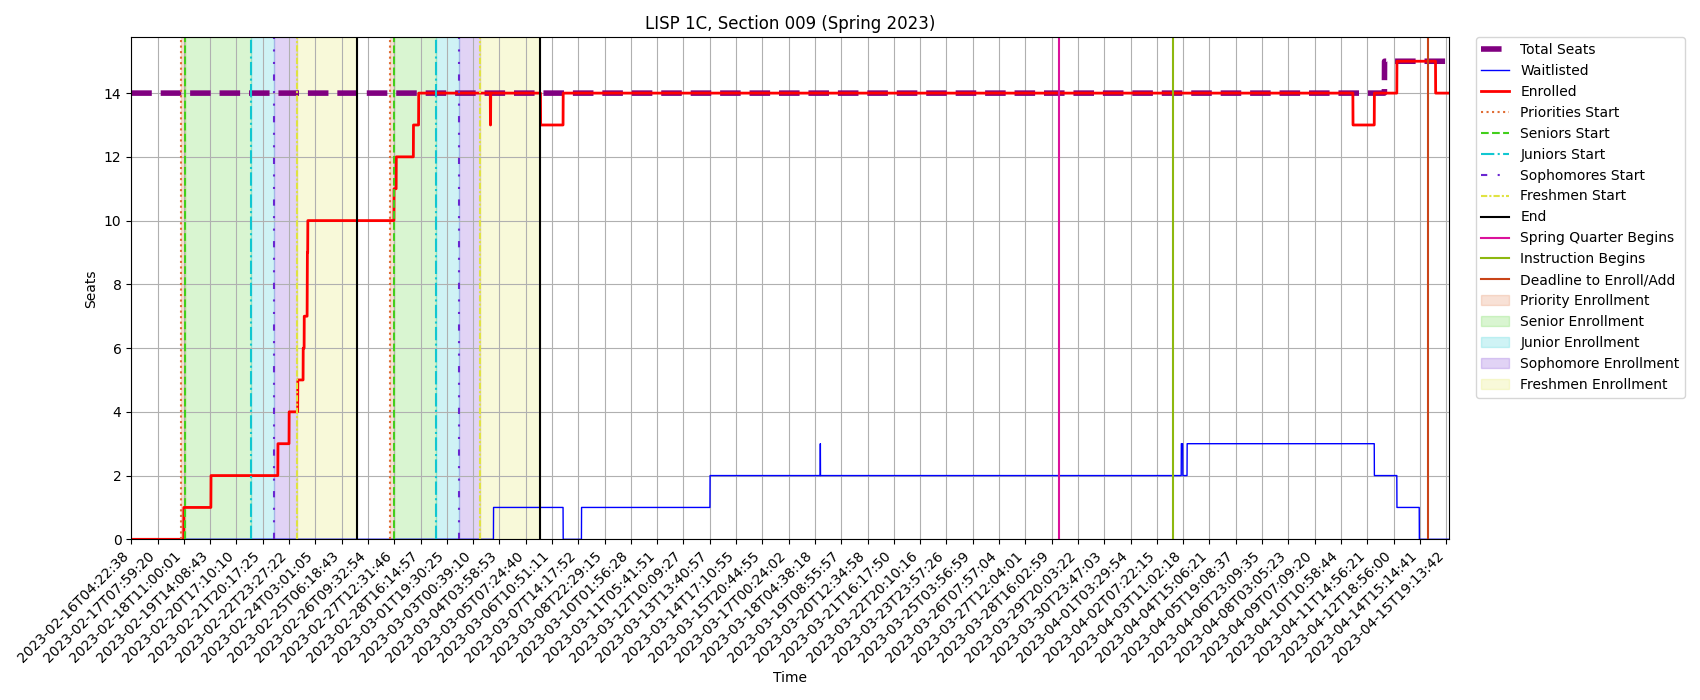 LISP 1C, Section 009 (Spring 2023)
Seats
14
12
10
8
6
4
2
0
2023-02-16T04:22:38
2023-02-17T07:59:20
2023-02-18T11:00:01
2023-02-19T14:08:43
2023-02-20T17:10:10
2023-02-21T20:17:25
2023-02-22T23:27:22
2023-02-24T03:01:05
2023-02-25T06:18:43
2023-02-26T09:32:54
2023-02-27T12:31:46
2023-02-28T16:14:57
2023-03-01T19:30:25
2023-03-03T00:39:10
2023-03-04T03:58:53
2023-03-05T07:24:40
2023-03-06T10:51:11
2023-03-07T14:17:52
2023-03-08T22:29:15
2023-03-10T01:56:28
2023-03-11T05:41:51
2023-03-12T10:09:27
2023-03-13T13:40:57
2023-03-14T17:10:55
2023-03-15T20:44:55
2023-03-17T00:24:02
2023-03-18T04:38:18
2023-03-19T08:55:57
2023-03-20T12:34:58
2023-03-21T16:17:50
2023-03-22T20:10:16
2023-03-23T23:57:26
2023-03-25T03:56:59
2023-03-26T07:57:04
2023-03-27T12:04:01
2023-03-28T16:02:59
2023-03-29T20:03:22
2023-03-30T23:47:03
2023-04-01T03:29:54
2023-04-02T07:22:15
2023-04-03T11:02:18
2023-04-04T15:06:21
2023-04-05T19:08:37
2023-04-06T23:09:35
2023-04-08T03:05:23
2023-04-09T07:09:20
2023-04-10T10:58:44
2023-04-11T14:56:21
2023-04-12T18:56:00
2023-04-14T15:14:41
2023-04-15T19:13:42
Time
Total Seats
Waitlisted
Enrolled
Priorities Start
Seniors Start
Juniors Start
Sophomores Start
Freshmen Start
End
Spring Quarter Begins
Instruction Begins
Deadline to Enroll/Add
Priority Enrollment
Senior Enrollment
Junior Enrollment
Sophomore Enrollment
Freshmen Enrollment